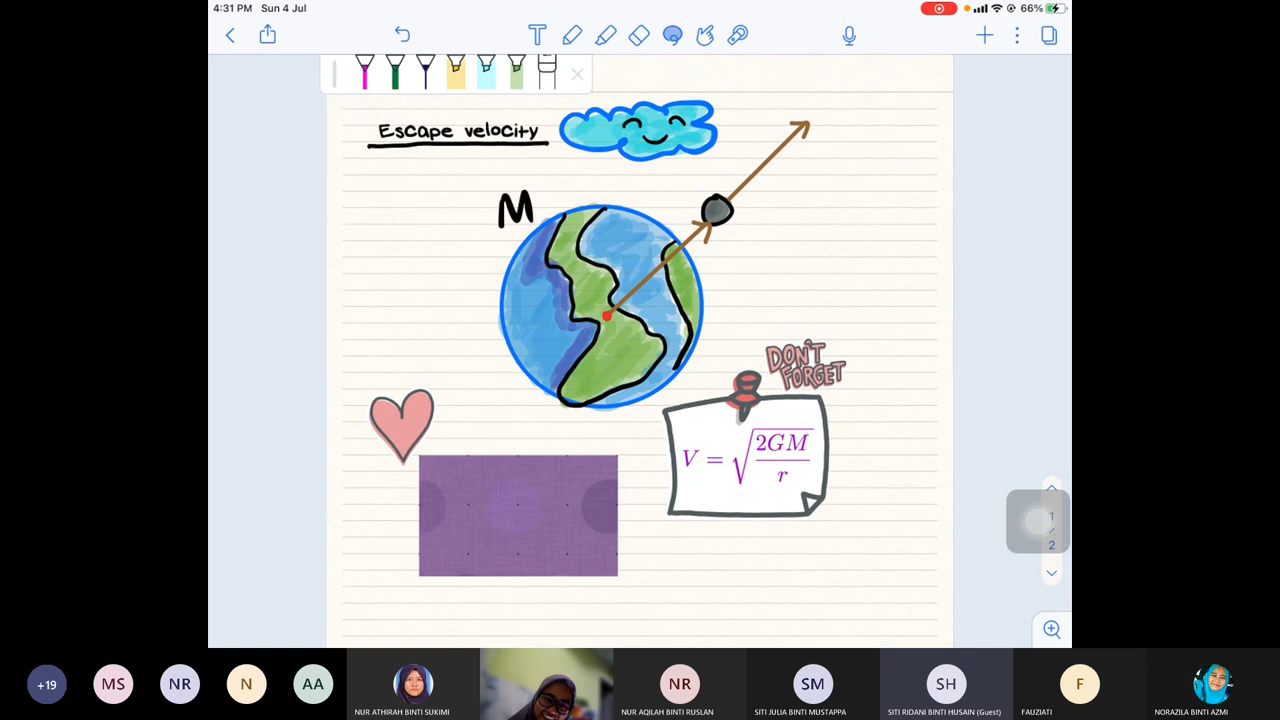 4:31 PM Sun 4 Jul
66%
T
Escape velocity
M
DON'T
FORGET
V = √(2GM/r)
1
/
2
+19
MS
NR
N
AA
NR
SM
SH
F
NUR ATHIRAH BINTI SUKIMI
NUR AQILAH BINTI RUSLAN
SITI JULIA BINTI MUSTAPPA
SITI RIDANI BINTI HUSAIN (Guest)
FAUZIATI
NORAZILA BINTI AZMI